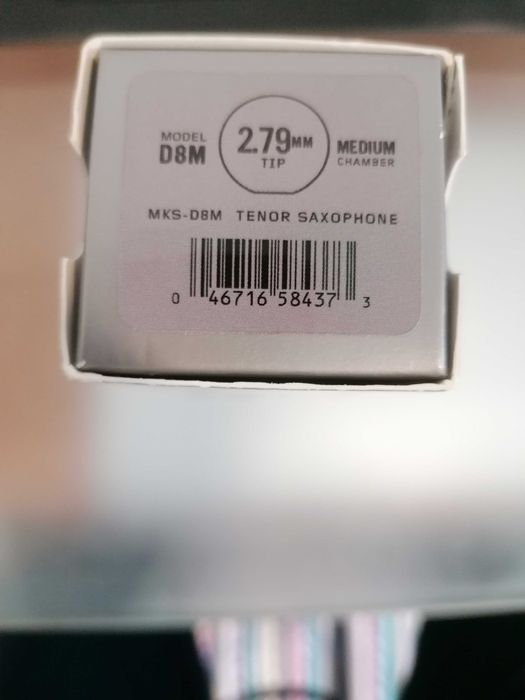 MODEL
D8M
2.79MM
TIP
MEDIUM
CHAMBER
MKS-D8M TENOR SAXOPHONE
0 46716 58437 3